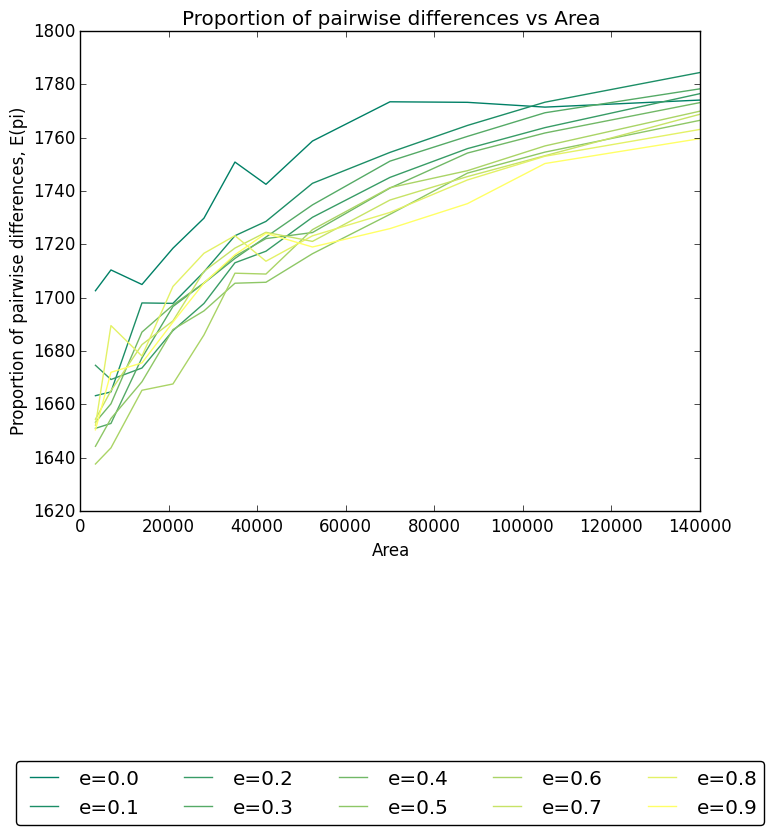 Proportion of pairwise differences vs Area
1800
1780
1760
1740
1720
1700
1680
1660
1640
1620
Proportion of pairwise differences, E(pi)
0 20000 40000 60000 80000 100000 120000 140000
Area
e=0.0 e=0.2 e=0.4 e=0.6 e=0.8
e=0.1 e=0.3 e=0.5 e=0.7 e=0.9